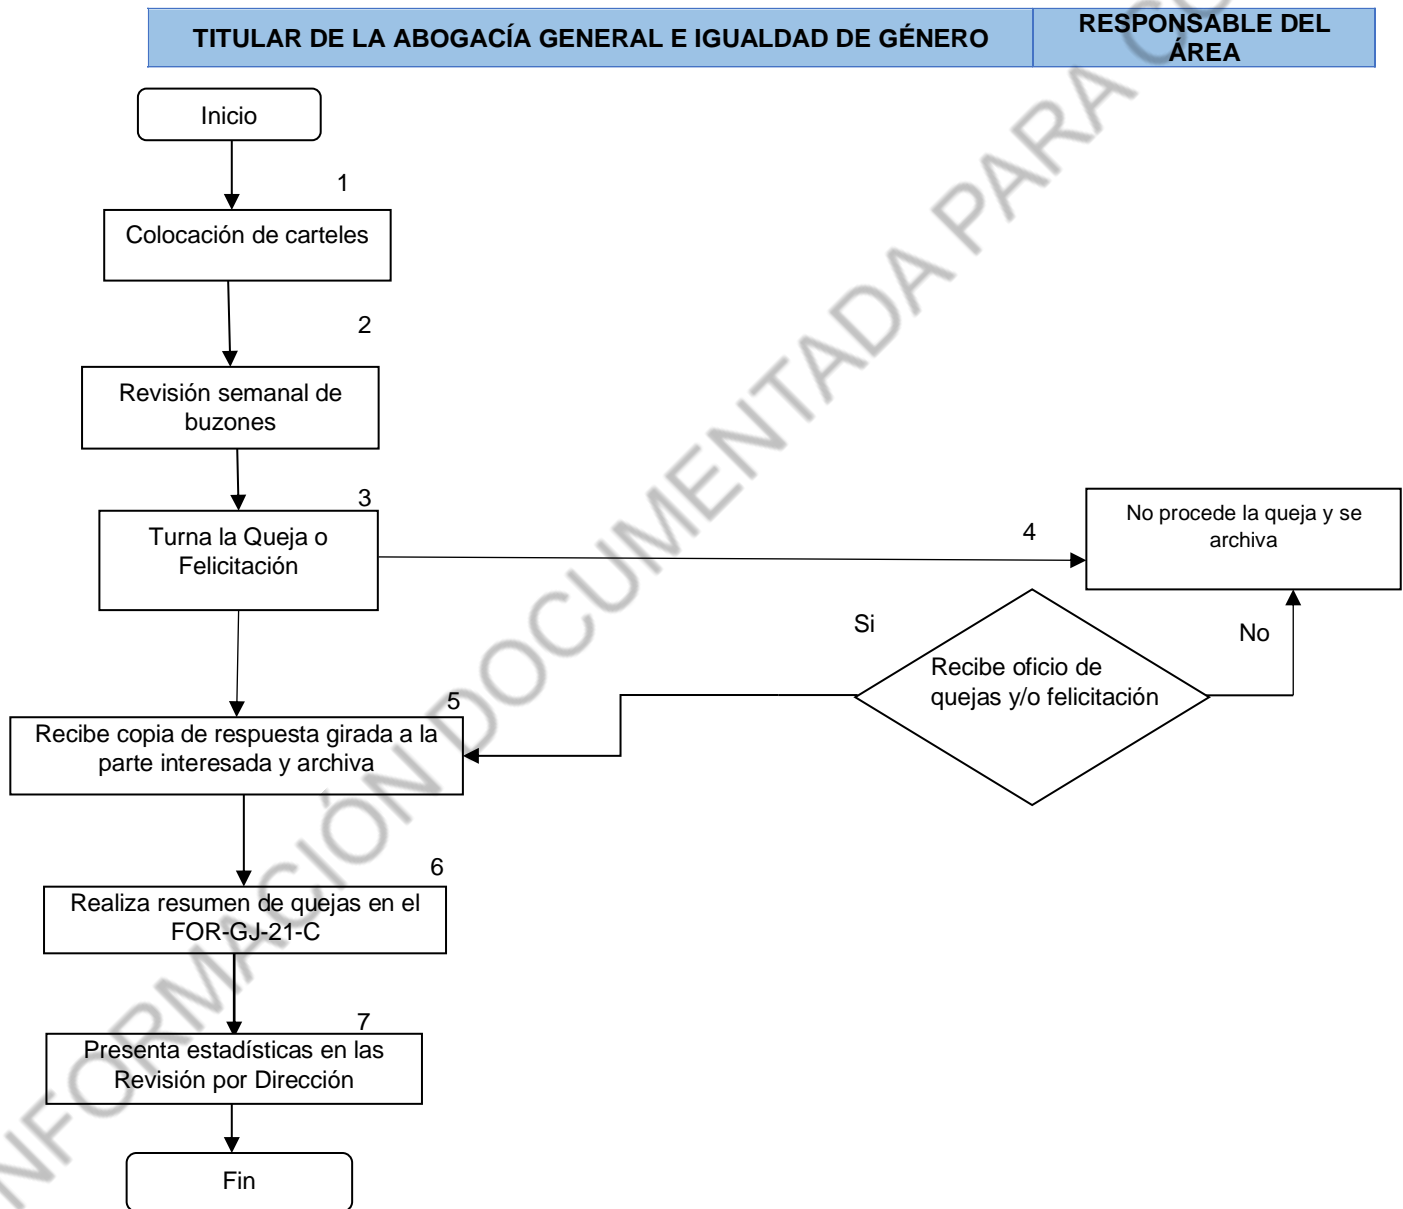 TITULAR DE LA ABOGACÍA GENERAL E IGUALDAD DE GÉNERO
RESPONSABLE DEL
ÁREA
Inicio
1
Colocación de carteles
2
Revisión semanal de
buzones
3
Turna la Queja o
Felicitación
4
No procede la queja y se
archiva
Si
No
Recibe oficio de
quejas y/o felicitación
5
Recibe copia de respuesta girada a la
parte interesada y archiva
6
Realiza resumen de quejas en el
FOR-GJ-21-C
7
Presenta estadísticas en las
Revisión por Dirección
Fin
NFORMACIÓN DOCUMENTADA PARA CO